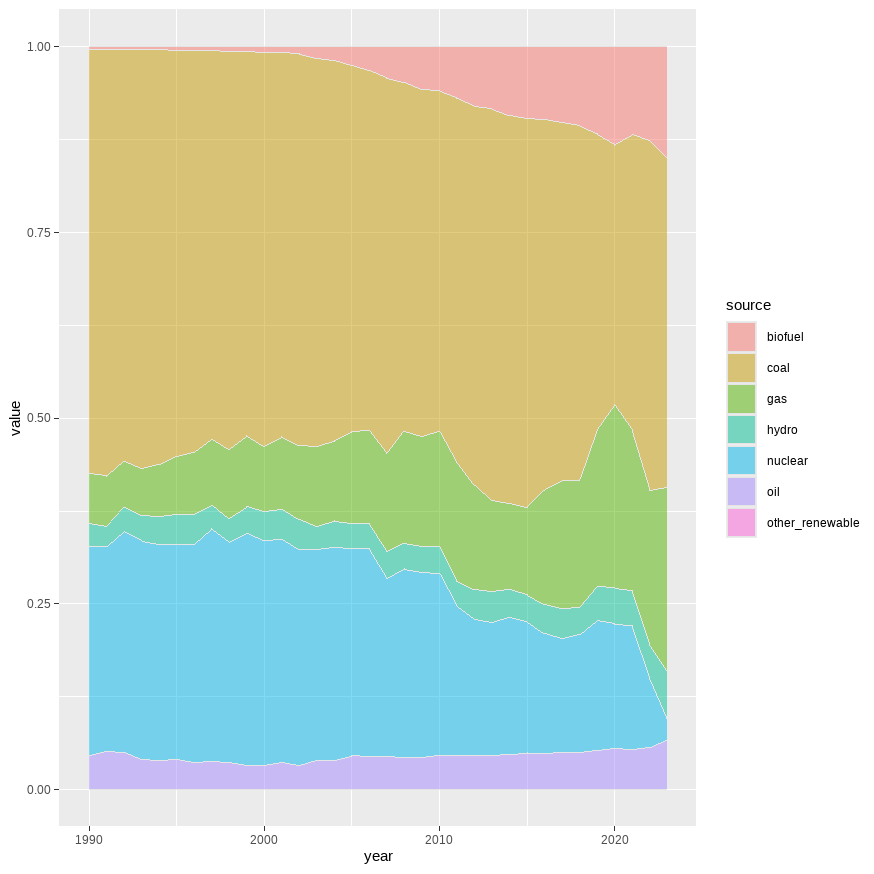 1.00
0.75
0.50
0.25
0.00
value
1990
2000
2010
2020
year
source
biofuel
coal
gas
hydro
nuclear
oil
other_renewable